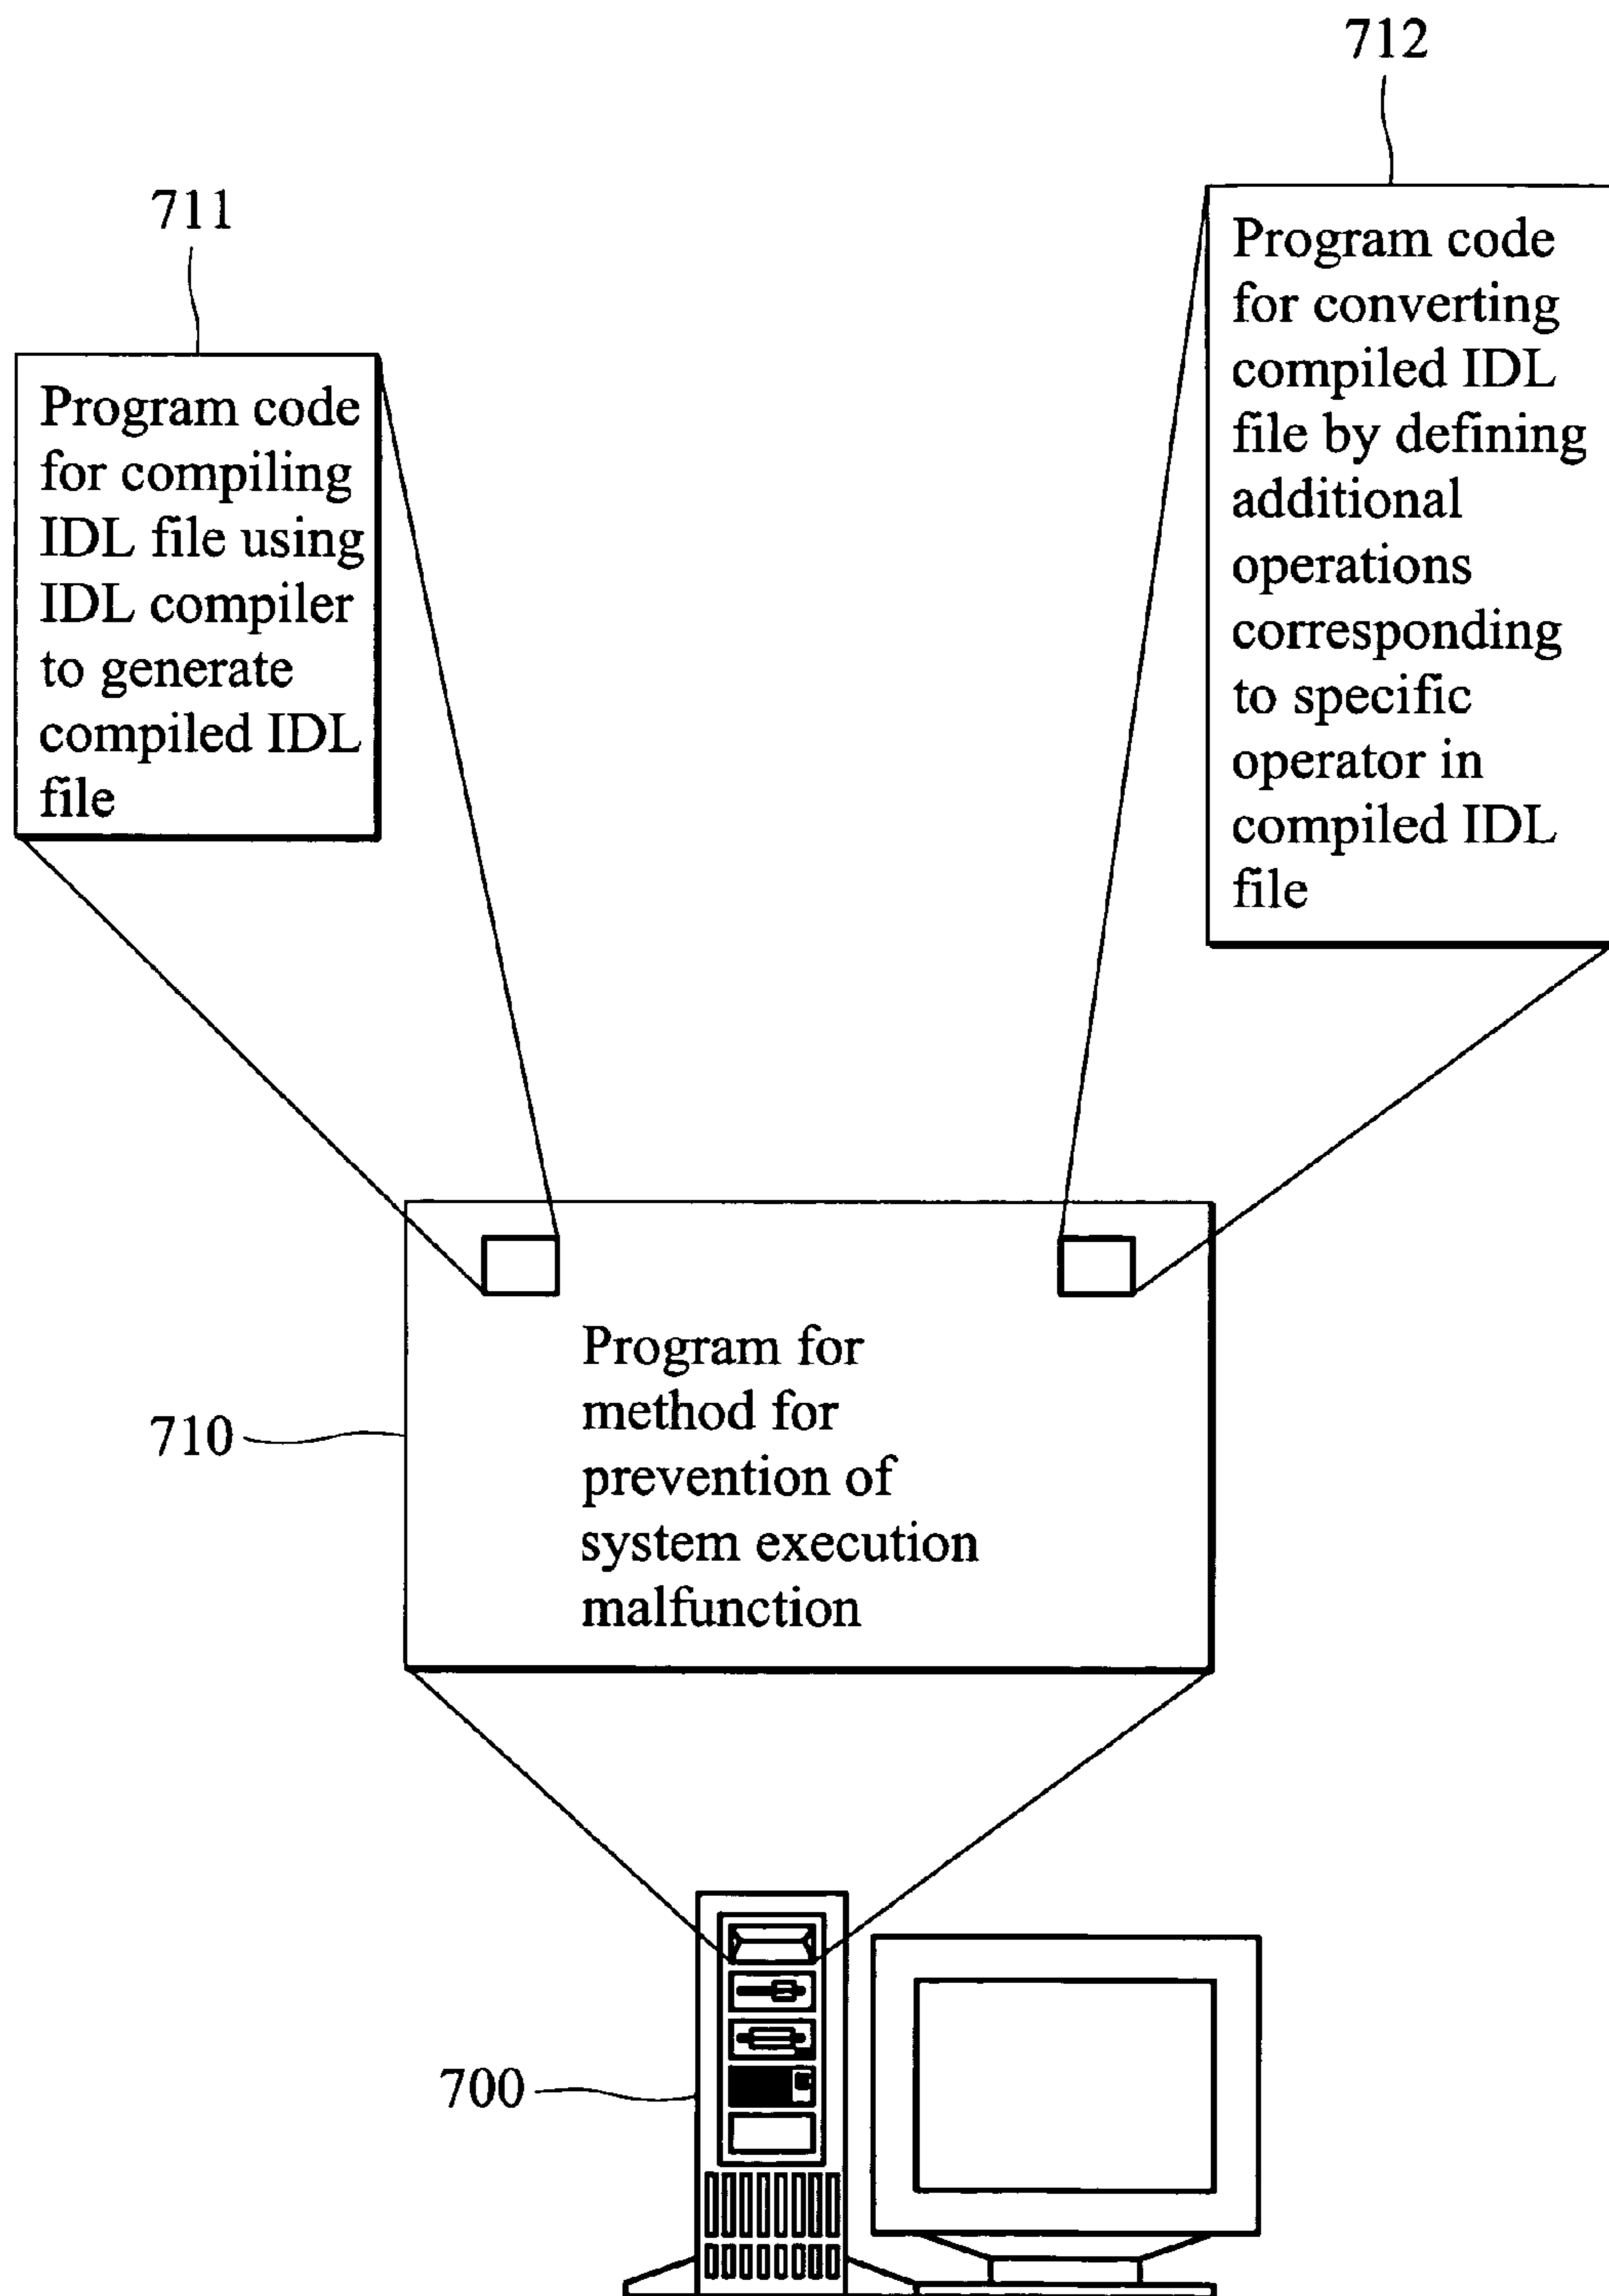 712
711
Program code
for converting
compiled IDL
file by defining
additional
operations
corresponding
to specific
operator in
compiled IDL
file
Program code
for compiling
IDL file using
IDL compiler
to generate
compiled IDL
file
Program for
method for
prevention of
system execution
malfunction
710
700